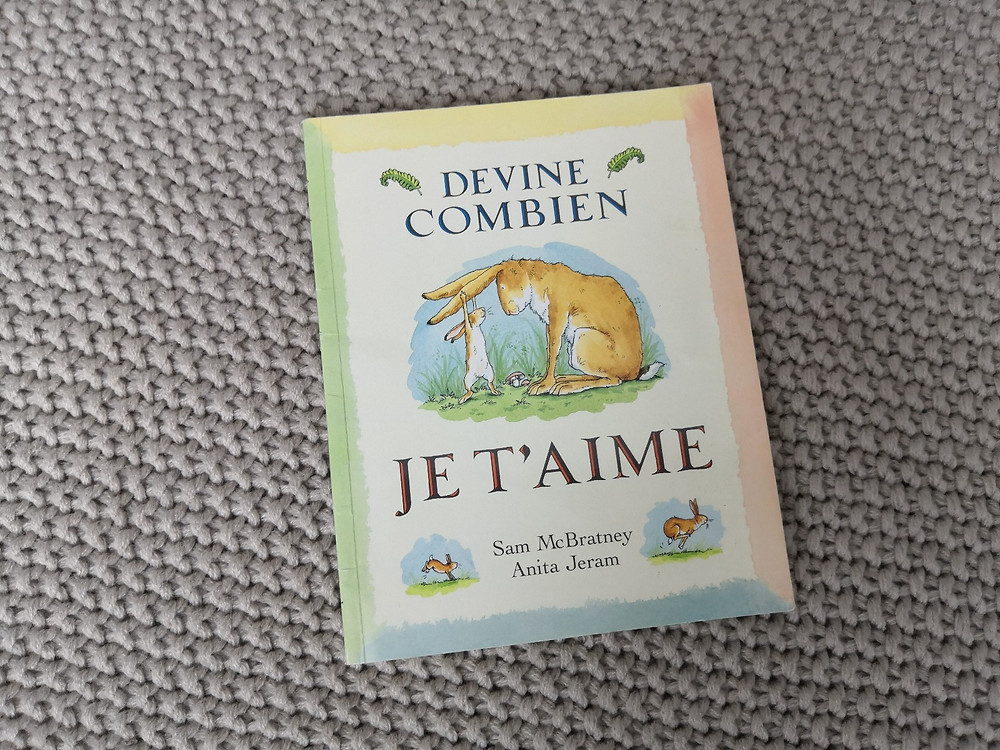 DEVINE
COMBIEN
JE T'AIME
Sam McBratney
Anita Jeram